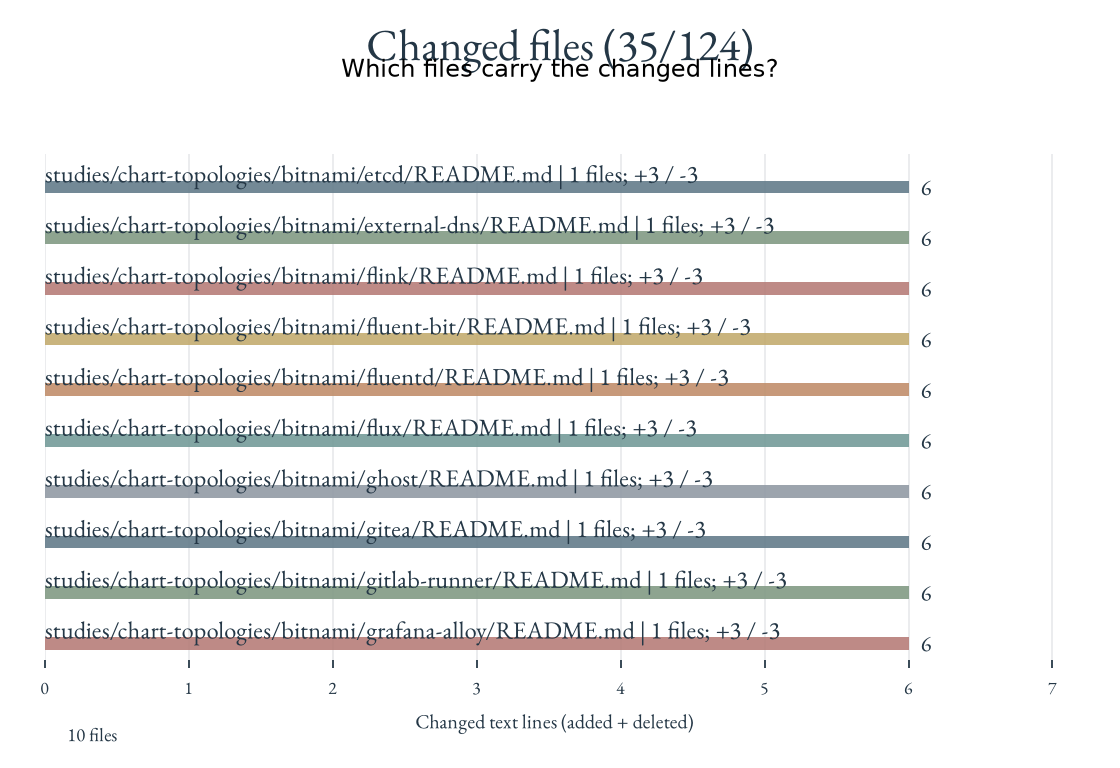 Changed files (35/124)
Which files carry the changed lines?
studies/chart-topologies/bitnami/etcd/README.md | 1 files; +3 / -3
6
studies/chart-topologies/bitnami/external-dns/README.md | 1 files; +3 / -3
6
studies/chart-topologies/bitnami/flink/README.md | 1 files; +3 / -3
6
studies/chart-topologies/bitnami/fluent-bit/README.md | 1 files; +3 / -3
6
studies/chart-topologies/bitnami/fluentd/README.md | 1 files; +3 / -3
6
studies/chart-topologies/bitnami/flux/README.md | 1 files; +3 / -3
6
studies/chart-topologies/bitnami/ghost/README.md | 1 files; +3 / -3
6
studies/chart-topologies/bitnami/gitea/README.md | 1 files; +3 / -3
6
studies/chart-topologies/bitnami/gitlab-runner/README.md | 1 files; +3 / -3
6
studies/chart-topologies/bitnami/grafana-alloy/README.md | 1 files; +3 / -3
6
0 1 2 3 4 5 6 7
Changed text lines (added + deleted)
10 files